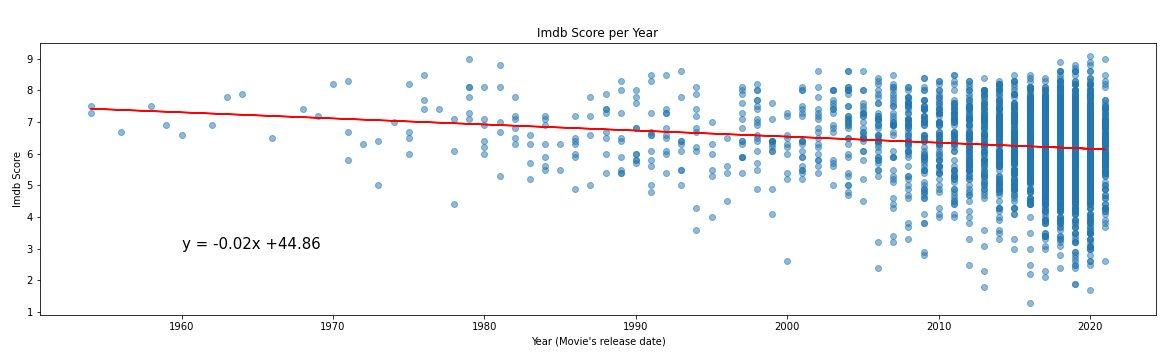 Imdb Score per Year
9
8
7
6
5
4
3
2
1
Imdb Score
y = -0.02x +44.86
1960 1970 1980 1990 2000 2010 2020
Year (Movie's release date)